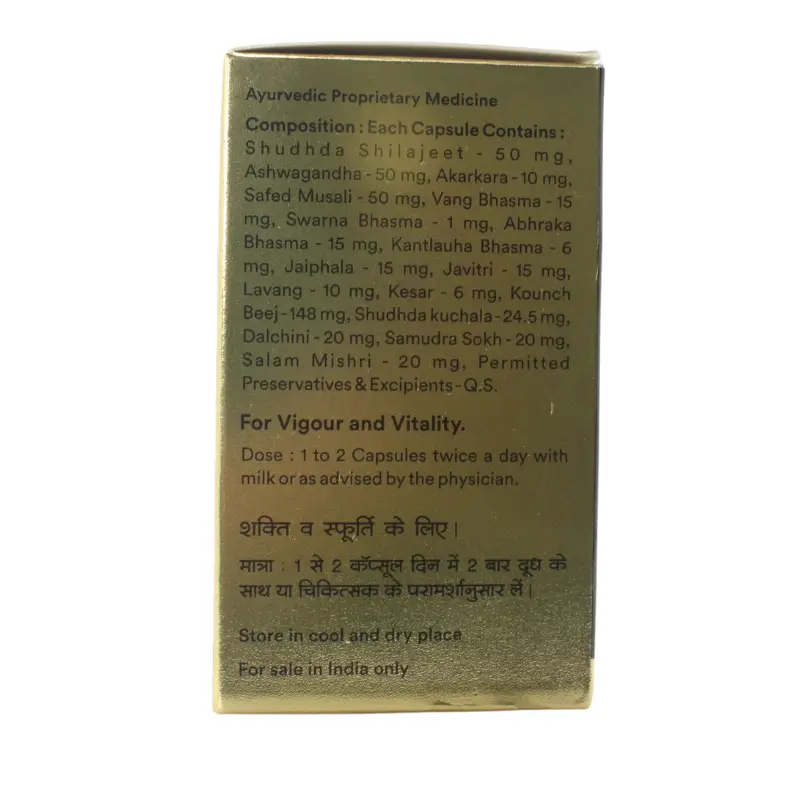 Ayurvedic Proprietary Medicine
Composition : Each Capsule Contains :
Shudhda Shilajeet - 50 mg,
Ashwagandha - 50 mg, Akarkara - 10 mg,
Safed Musali - 50 mg, Vang Bhasma - 15
mg, Swarna Bhasma - 1 mg, Abhraka
Bhasma - 15 mg, Kantlauha Bhasma - 6
mg, Jaiphala - 15 mg, Javitri - 15 mg,
Lavang - 10 mg, Kesar - 6 mg, Kounch
Beej - 148 mg, Shudhda kuchala - 24.5 mg,
Dalchini - 20 mg, Samudra Sokh - 20 mg,
Salam Mishri - 20 mg, Permitted
Preservatives & Excipients - Q.S.
For Vigour and Vitality.
Dose : 1 to 2 Capsules twice a day with
milk or as advised by the physician.
शक्ति व स्फूर्ति के लिए।
मात्रा : 1 से 2 कॅप्सूल दिन में 2 बार दूध के
साथ या चिकित्सक के परामर्शानुसार लें।
Store in cool and dry place
For sale in India only